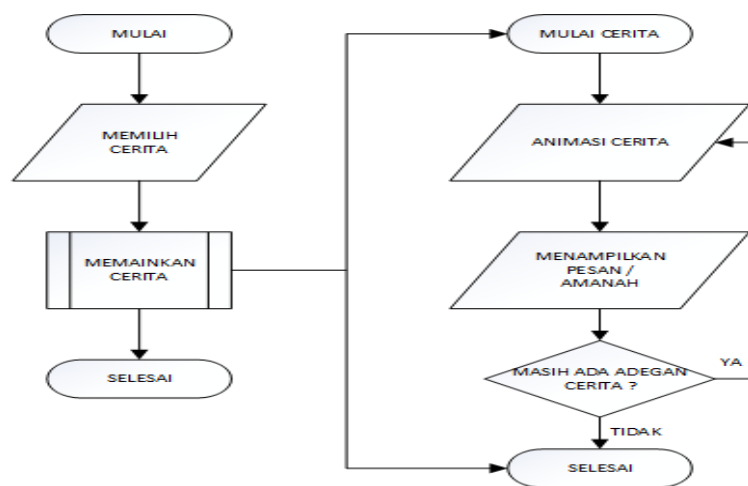 MULAI
MEMILIH
CERITA
MEMAINKAN
CERITA
SELESAI
MULAI CERITA
ANIMASI CERITA
MENAMPILKAN
PESAN /
AMANAH
MASIH ADA ADEGAN
CERITA ?
YA
TIDAK
SELESAI